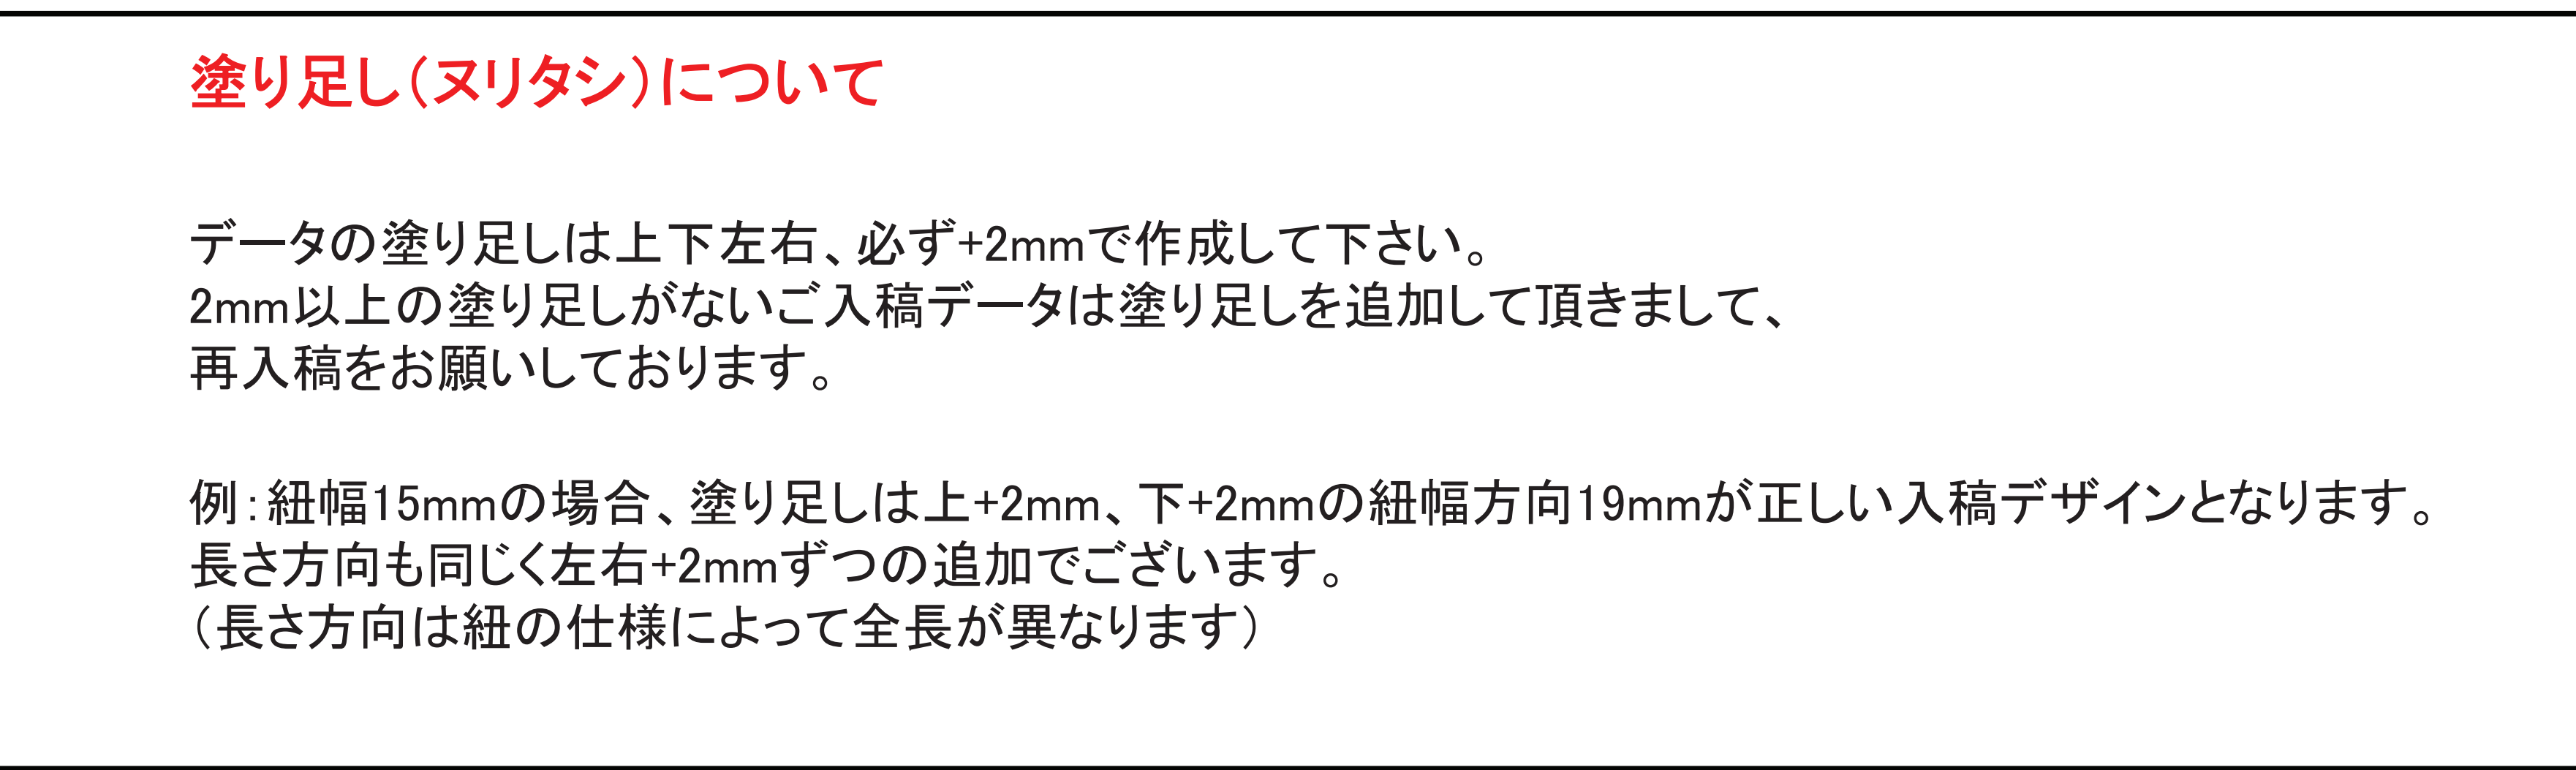 塗り足し（ヌリタシ）について
データの塗り足しは上下左右、必ず+2mmで作成して下さい。
2mm以上の塗り足しがないご入稿データは塗り足しを追加して頂きまして、
再入稿をお願いしております。
例：紐幅15mmの場合、塗り足しは上+2mm、下+2mmの紐幅方向19mmが正しい入稿デザインとなります。
長さ方向も同じく左右+2mmずつの追加でございます。
（長さ方向は紐の仕様によって全長が異なります）